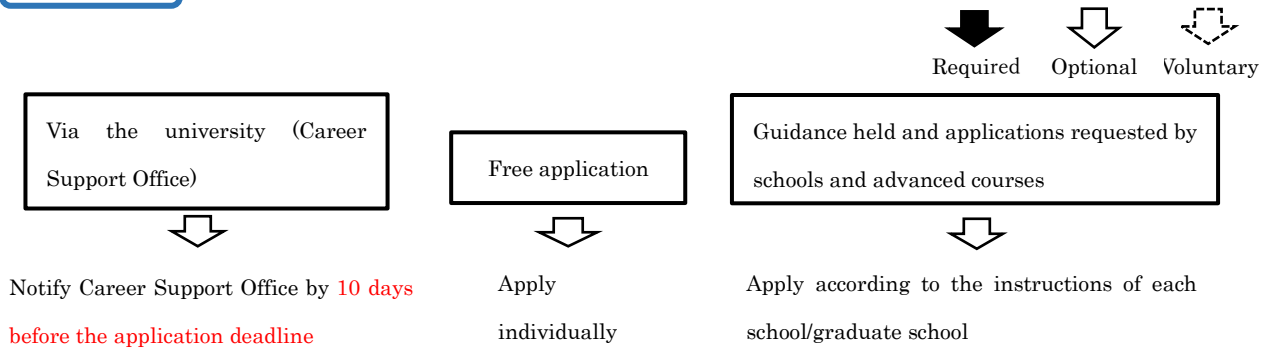 Required Optional Voluntary
Via the university (Career
Support Office)
Free application
Guidance held and applications requested by
schools and advanced courses
Notify Career Support Office by 10 days
before the application deadline
Apply
individually
Apply according to the instructions of each
school/graduate school